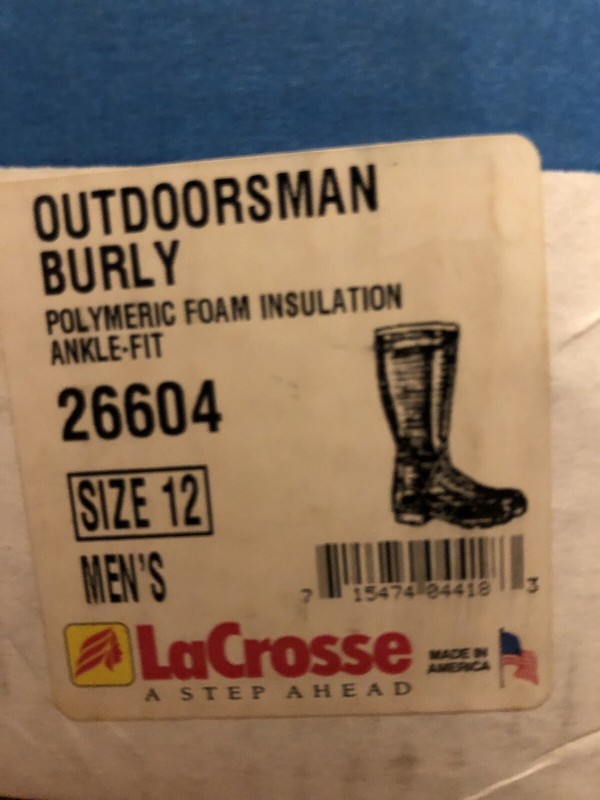 OUTDOORSMAN
BURLY
POLYMERIC FOAM INSULATION
ANKLE-FIT
26604
SIZE 12
MEN'S
7 15474 04418 3
LaCrosse
A STEP AHEAD
MADE IN
AMERICA